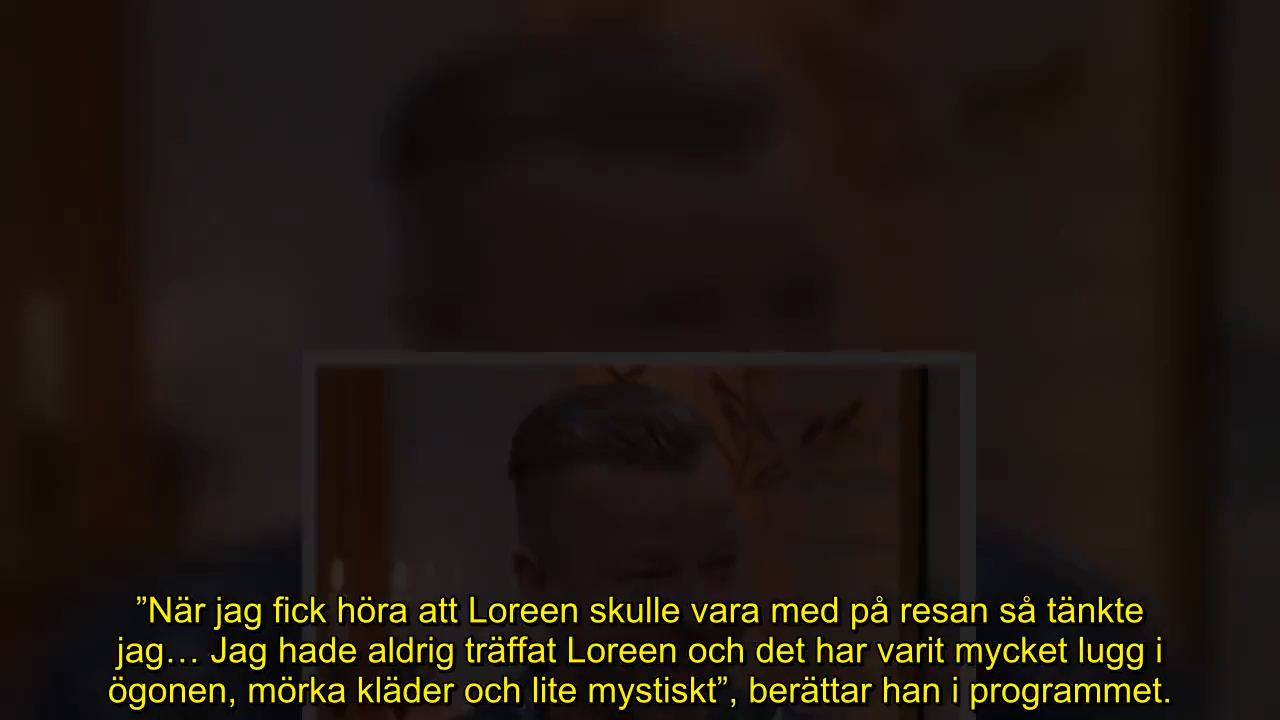 ”När jag fick höra att Loreen skulle vara med på resan så tänkte
jag… Jag hade aldrig träffat Loreen och det har varit mycket lugg i
ögonen, mörka kläder och lite mystiskt”, berättar han i programmet.